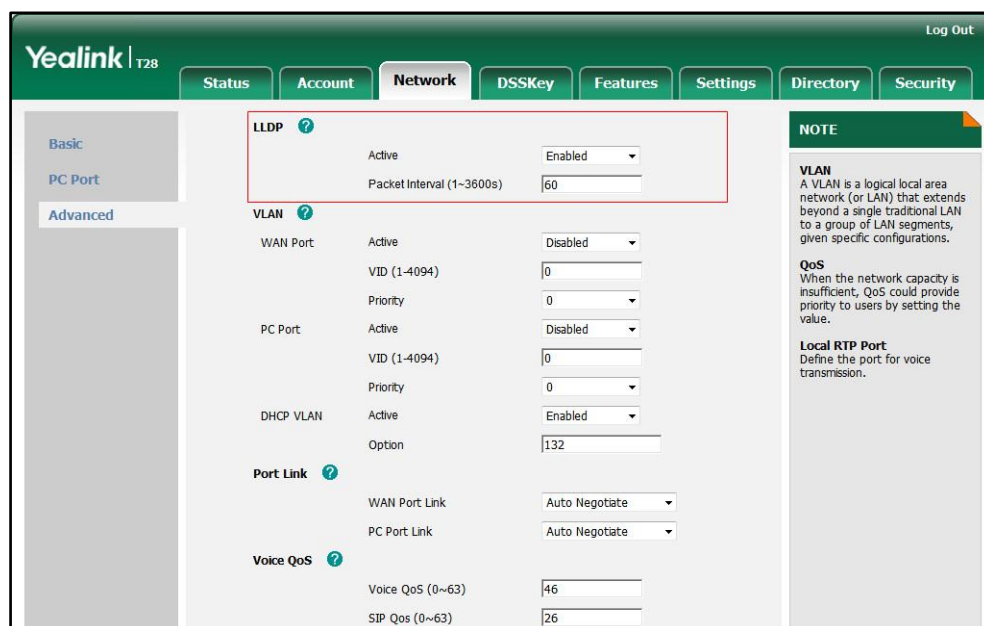 Log Out
Yealink | T28
Status
Account
Network
DSSKey
Features
Settings
Directory
Security
Basic
PC Port
Advanced
LLDP ?
Active Enabled
Packet Interval (1~3600s) 60
VLAN ?
WAN Port Active Disabled
VID (1-4094) 0
Priority 0
PC Port Active Disabled
VID (1-4094) 0
Priority 0
DHCP VLAN Active Enabled
Option 132
Port Link ?
WAN Port Link Auto Negotiate
PC Port Link Auto Negotiate
Voice QoS ?
Voice QoS (0~63) 46
SIP Qos (0~63) 26
NOTE
VLAN
A VLAN is a logical local area
network (or LAN) that extends
beyond a single traditional LAN
to a group of LAN segments,
given specific configurations.
QoS
When the network capacity is
insufficient, QoS could provide
priority to users by setting the
value.
Local RTP Port
Define the port for voice
transmission.